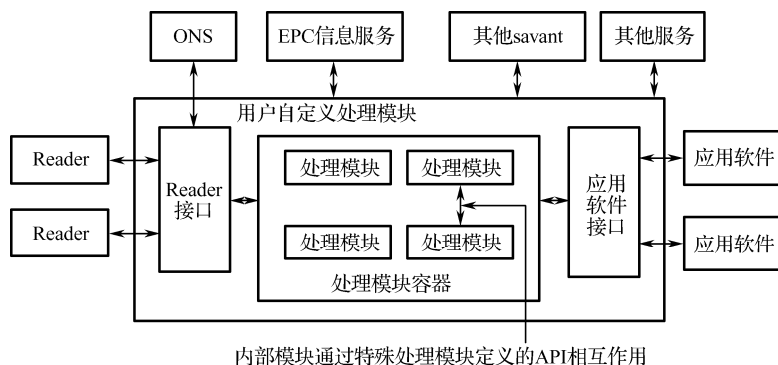 ONS
EPC信息服务
其他savant
其他服务
用户自定义处理模块
Reader
Reader
Reader
接口
处理模块
处理模块
处理模块
处理模块
处理模块容器
应用
软件
接口
应用软件
应用软件
内部模块通过特殊处理模块定义的API相互作用